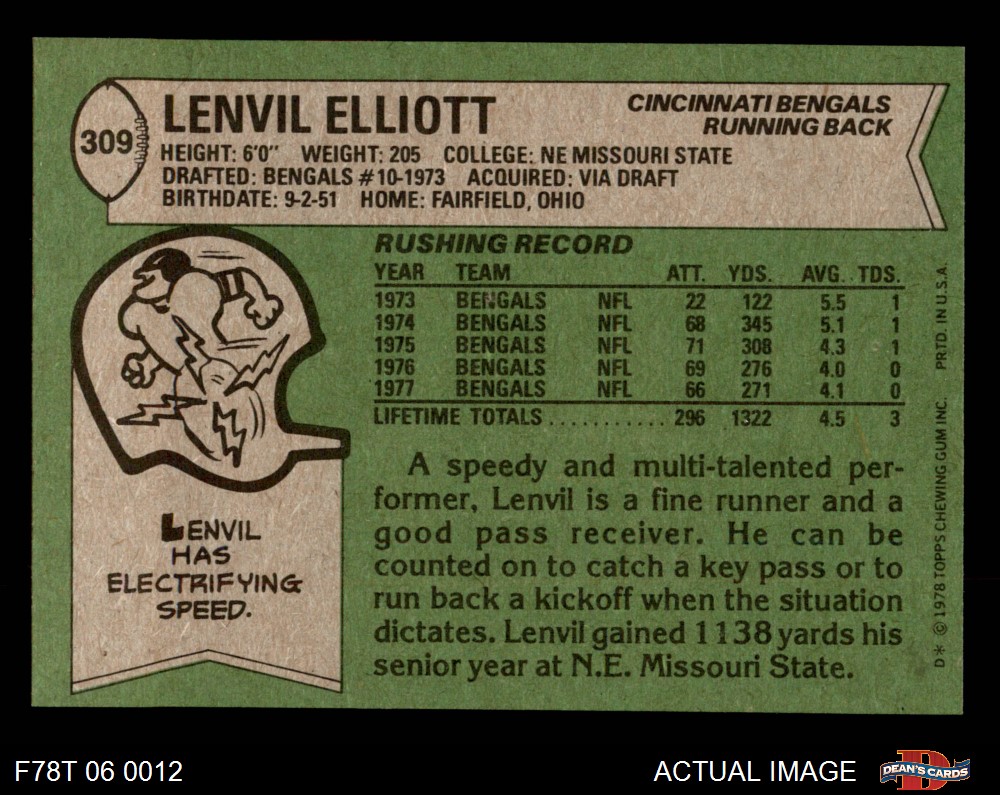 309
LENVIL ELLIOTT
CINCINNATI BENGALS
RUNNING BACK
HEIGHT: 6'0" WEIGHT: 205 COLLEGE: NE MISSOURI STATE
DRAFTED: BENGALS #10-1973 ACQUIRED: VIA DRAFT
BIRTHDATE: 9-2-51 HOME: FAIRFIELD, OHIO
RUSHING RECORD
YEAR TEAM ATT. YDS. AVG. TDS.
1973 BENGALS NFL 22 122 5.5 1
1974 BENGALS NFL 68 345 5.1 1
1975 BENGALS NFL 71 308 4.3 1
1976 BENGALS NFL 69 276 4.0 0
1977 BENGALS NFL 66 271 4.1 0
LIFETIME TOTALS ........... 296 1322 4.5 3
LENVIL
HAS
ELECTRIFYING
SPEED.
A speedy and multi-talented per-
former, Lenvil is a fine runner and a
good pass receiver. He can be
counted on to catch a key pass or to
run back a kickoff when the situation
dictates. Lenvil gained 1138 yards his
senior year at N.E. Missouri State.
D* © 1978 TOPPS CHEWING GUM INC. PRTD. IN U.S.A.
F78T 06 0012
ACTUAL IMAGE
D
DEAN'S CARDS